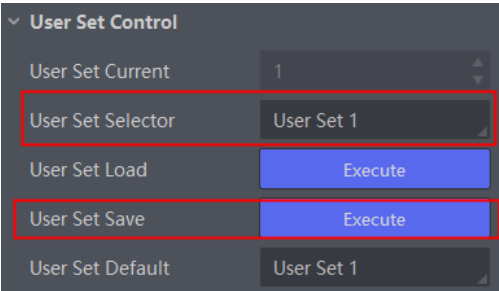 User Set Control
User Set Current 1
User Set Selector User Set 1
User Set Load Execute
User Set Save Execute
User Set Default User Set 1